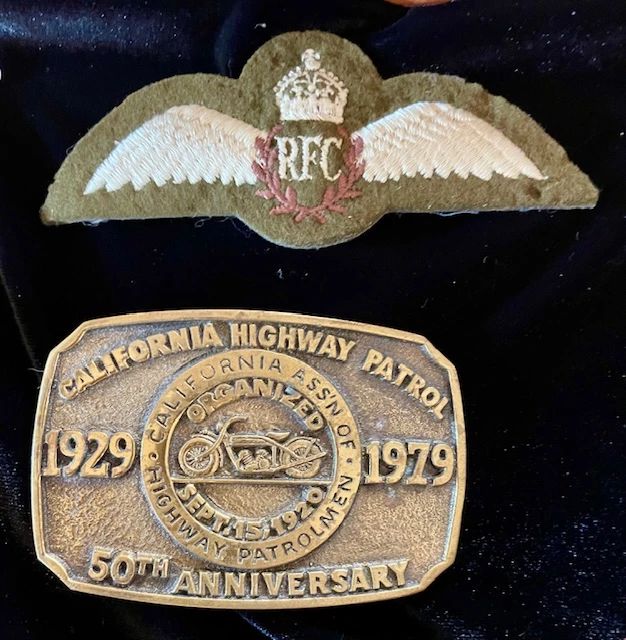 RFC
CALIFORNIA HIGHWAY PATROL
CALIFORNIA ASSN OF
ORGANIZED
1929
1979
SEPT. 15, 1920
HIGHWAY PATROLMEN
50TH ANNIVERSARY